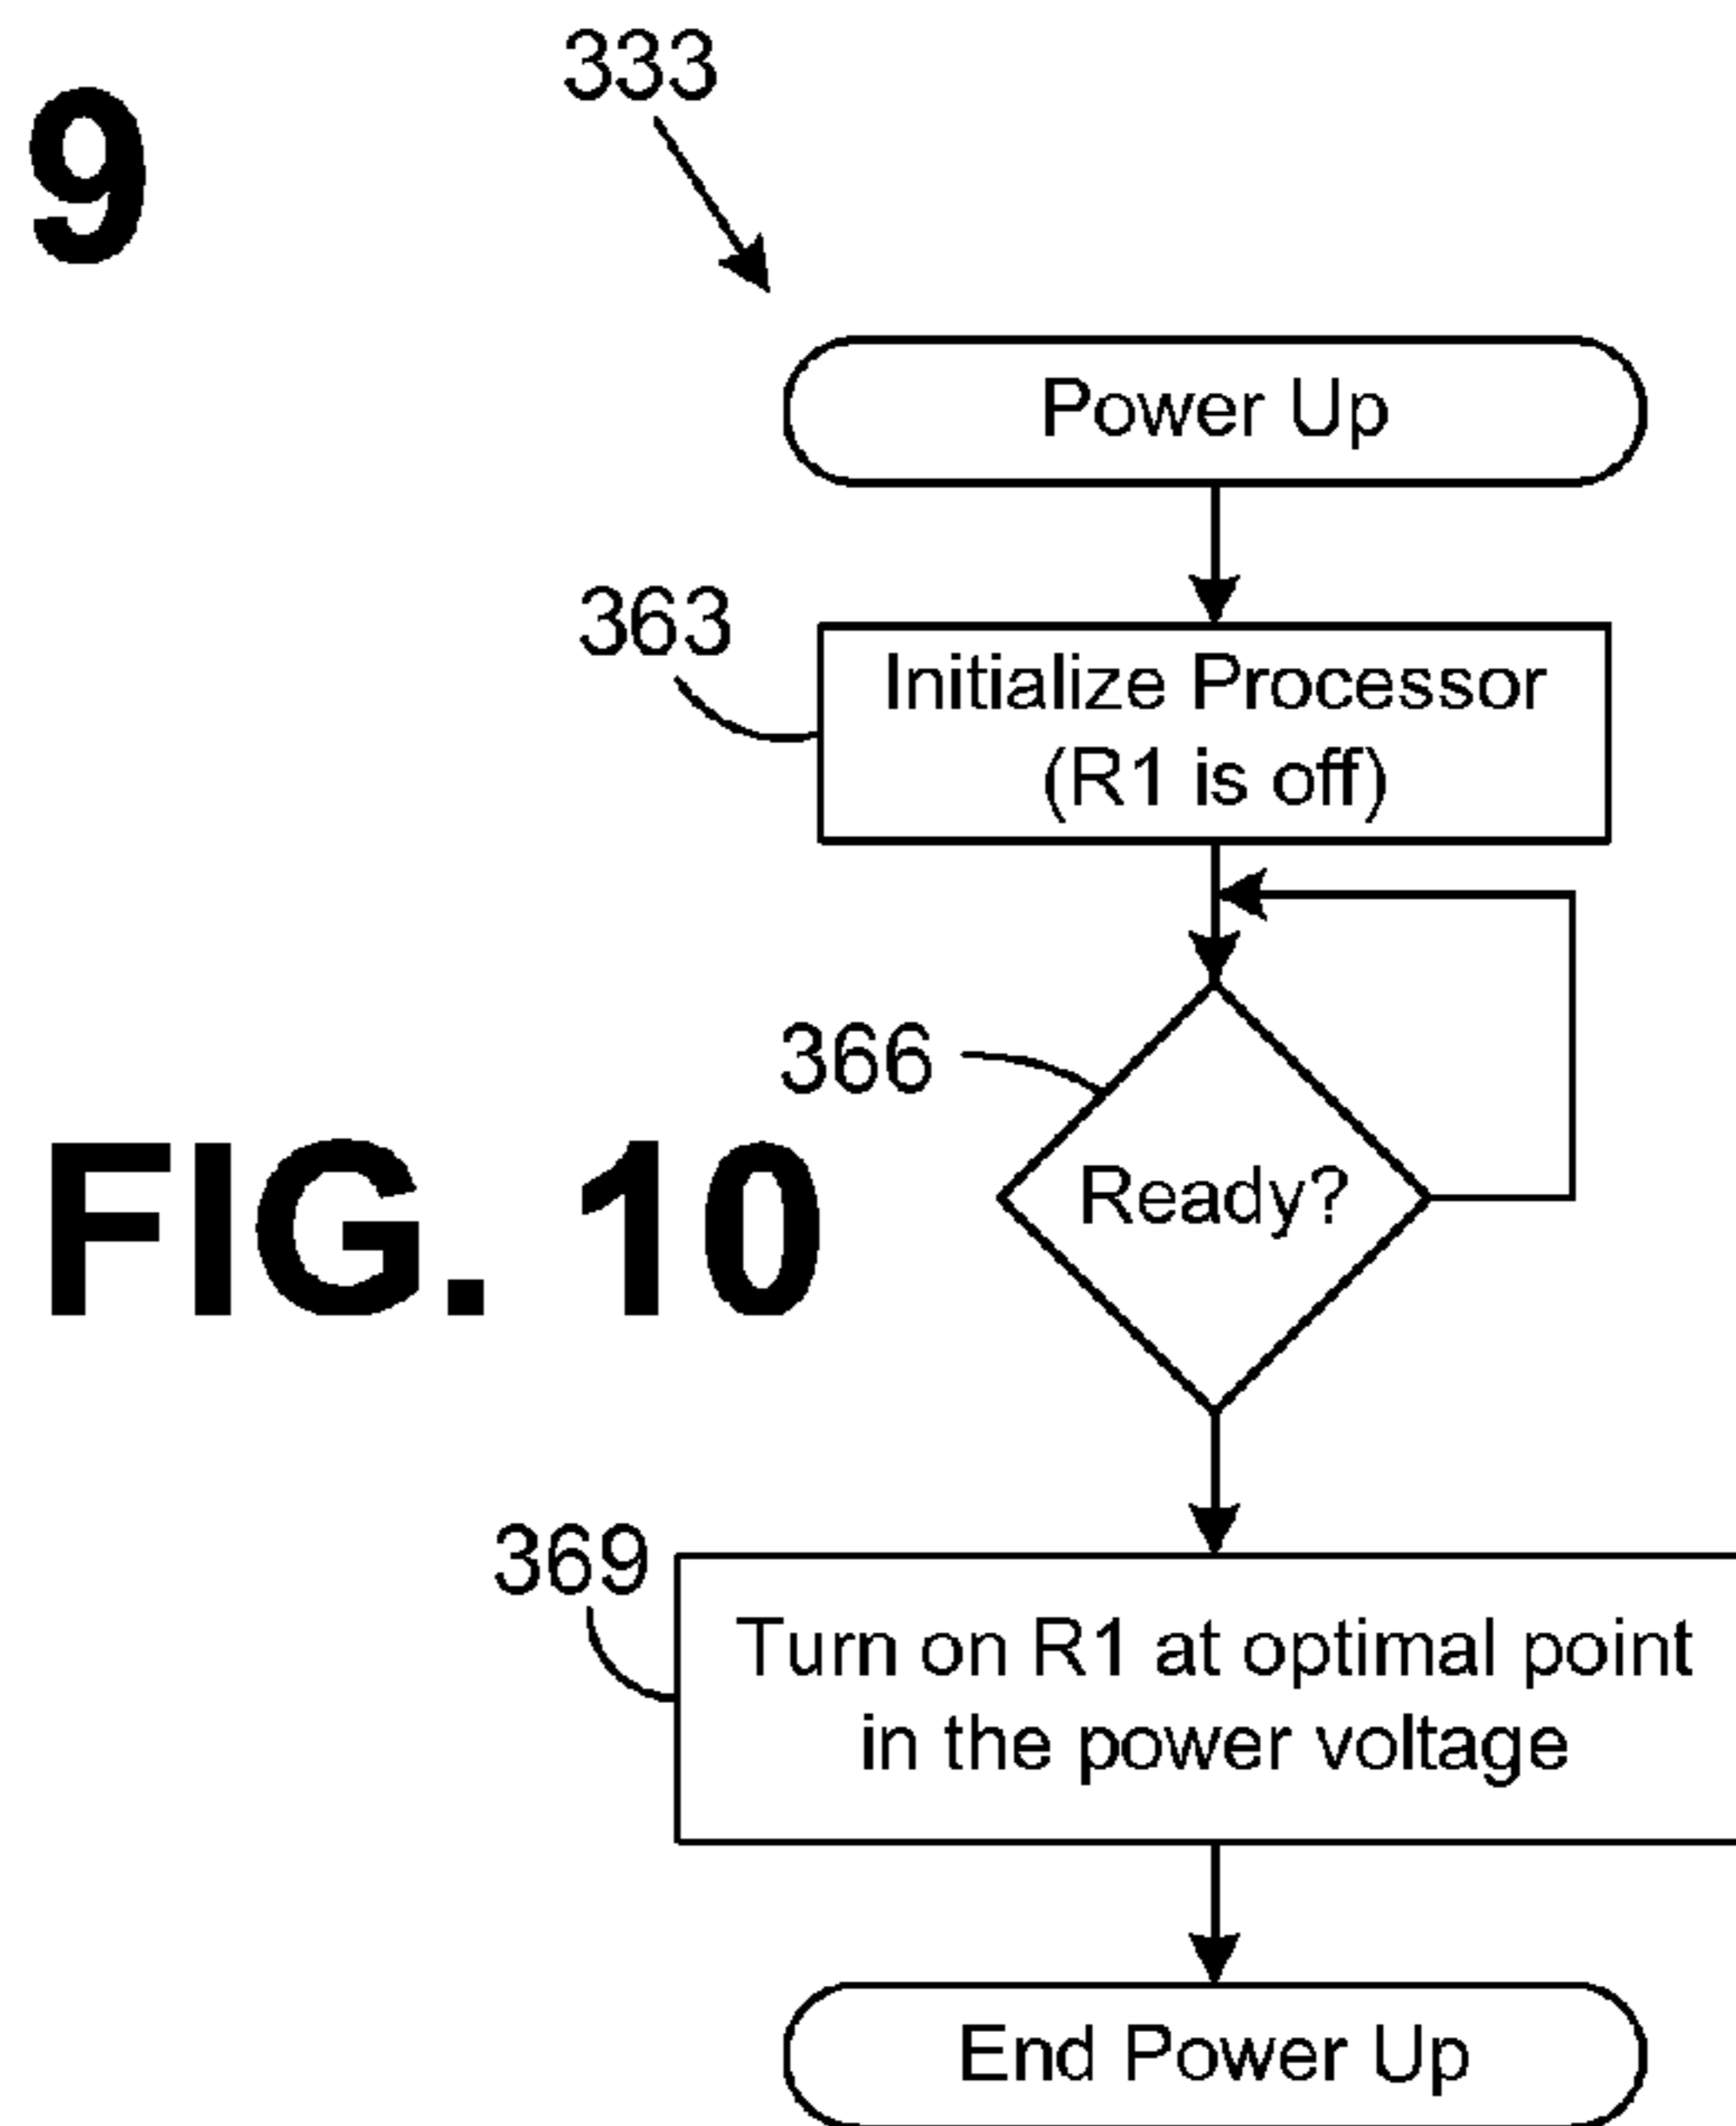 9
333
Power Up
363
Initialize Processor
(R1 is off)
366
Ready?
FIG. 10
369
Turn on R1 at optimal point
in the power voltage
End Power Up